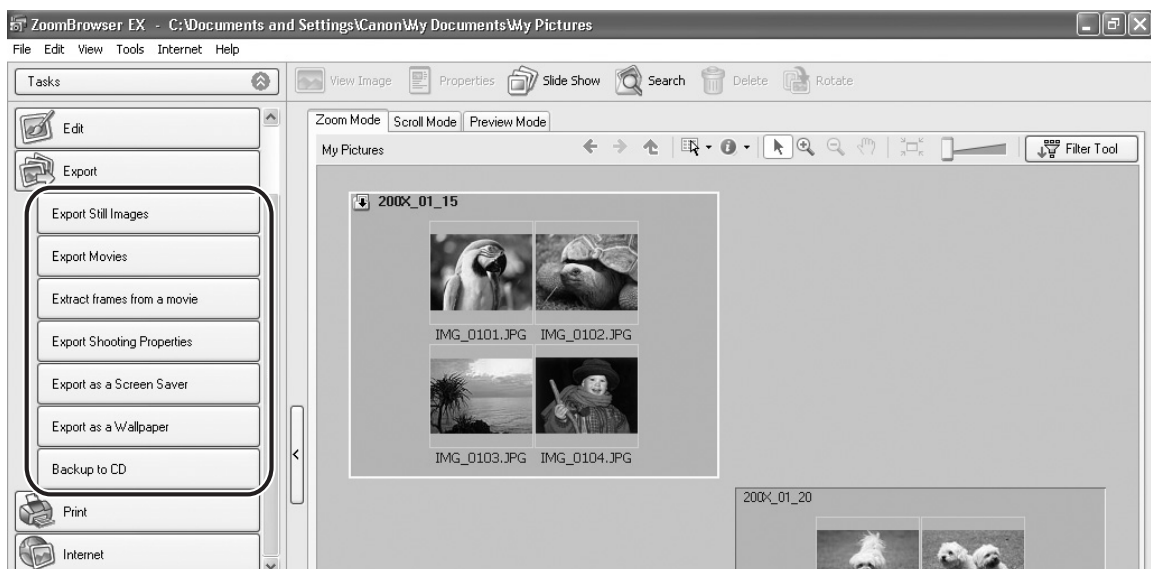 ZoomBrowser EX - C:\Documents and Settings\Canon\My Documents\My Pictures
File Edit View Tools Internet Help
Tasks
View Image Properties Slide Show Search Delete Rotate
Edit
Export
Export Still Images
Export Movies
Extract frames from a movie
Export Shooting Properties
Export as a Screen Saver
Export as a Wallpaper
Backup to CD
Print
Internet
Zoom Mode Scroll Mode Preview Mode
My Pictures Filter Tool
200X_01_15
IMG_0101.JPG IMG_0102.JPG
IMG_0103.JPG IMG_0104.JPG
200X_01_20